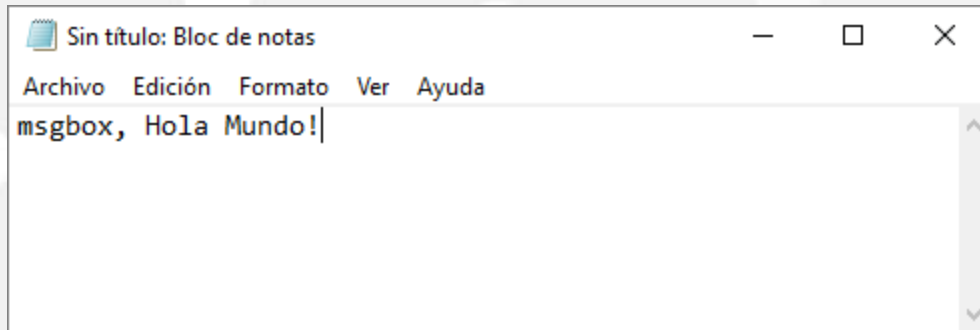 Sin título: Bloc de notas
Archivo Edición Formato Ver Ayuda
msgbox, Hola Mundo!